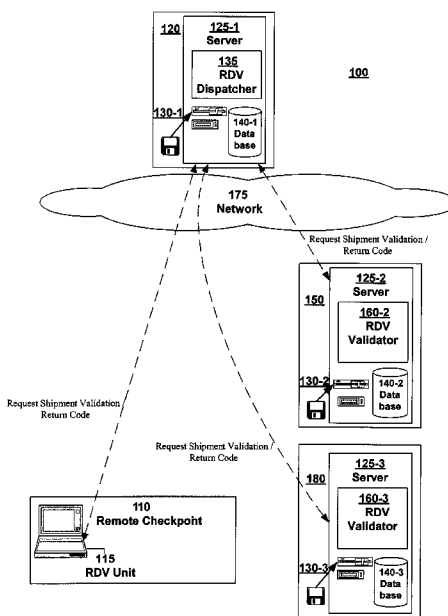 120
125-1
Server
135
RDV
Dispatcher
100
130-1
140-1
Data
base
175
Network
Request Shipment Validation /
Return Code
125-2
Server
150
160-2
RDV
Validator
130-2
140-2
Data
base
Request Shipment Validation
Return Code
Request Shipment Validation /
Return Code
125-3
Server
180
160-3
RDV
Validator
130-3
140-3
Data
base
110
Remote Checkpoint
115
RDV Unit